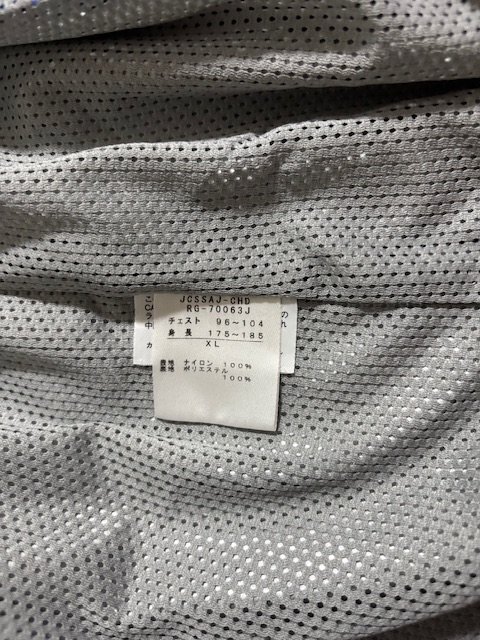 JCSSAJ-CHD
RG-70063J
チェスト 96～104
身 長 175～185
XL
表地 ナイロン 100%
裏地 ポリエステル
100%